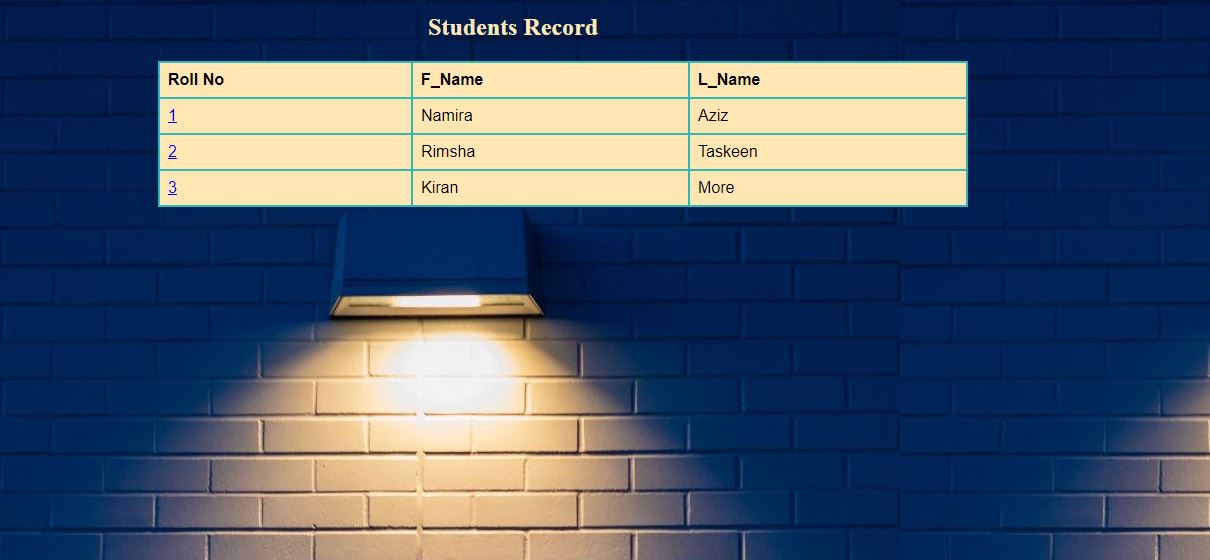 Students Record
Roll No F_Name L_Name
1 Namira Aziz
2 Rimsha Taskeen
3 Kiran More